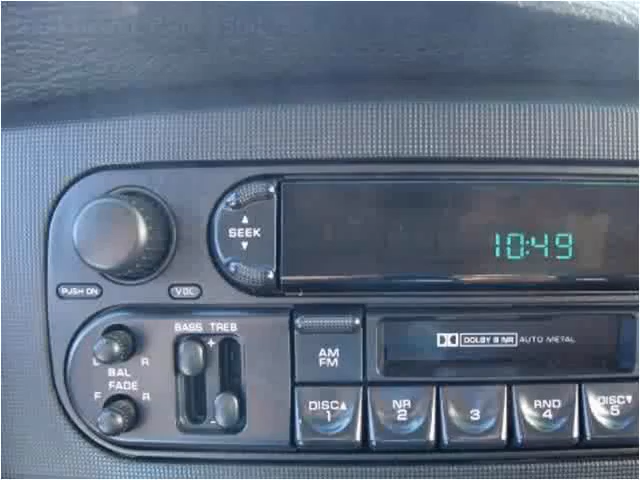 SEEK
10:49
PUSH ON VOL
BASS TREB
+
-
L BAL R
FADE
F R
AM
FM
DOLBY B NR AUTO METAL
DISC▲ NR RND DISC▼
1 2 3 4 5